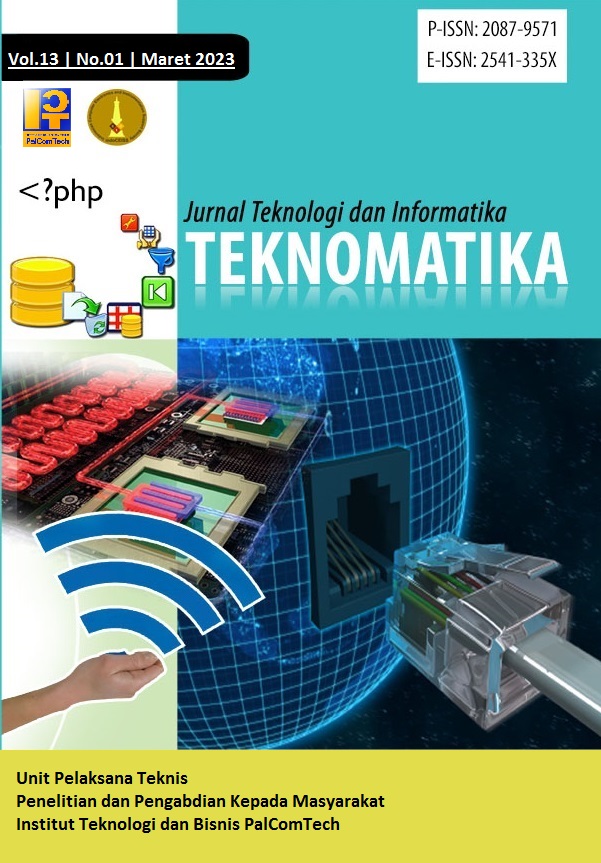 P-ISSN: 2087-9571
E-ISSN: 2541-335X
Vol.13 | No.01 | Maret 2023
PalComTech
<?php
Jurnal Teknologi dan Informatika
TEKNOMATIKA
Unit Pelaksana Teknis
Penelitian dan Pengabdian Kepada Masyarakat
Institut Teknologi dan Bisnis PalComTech